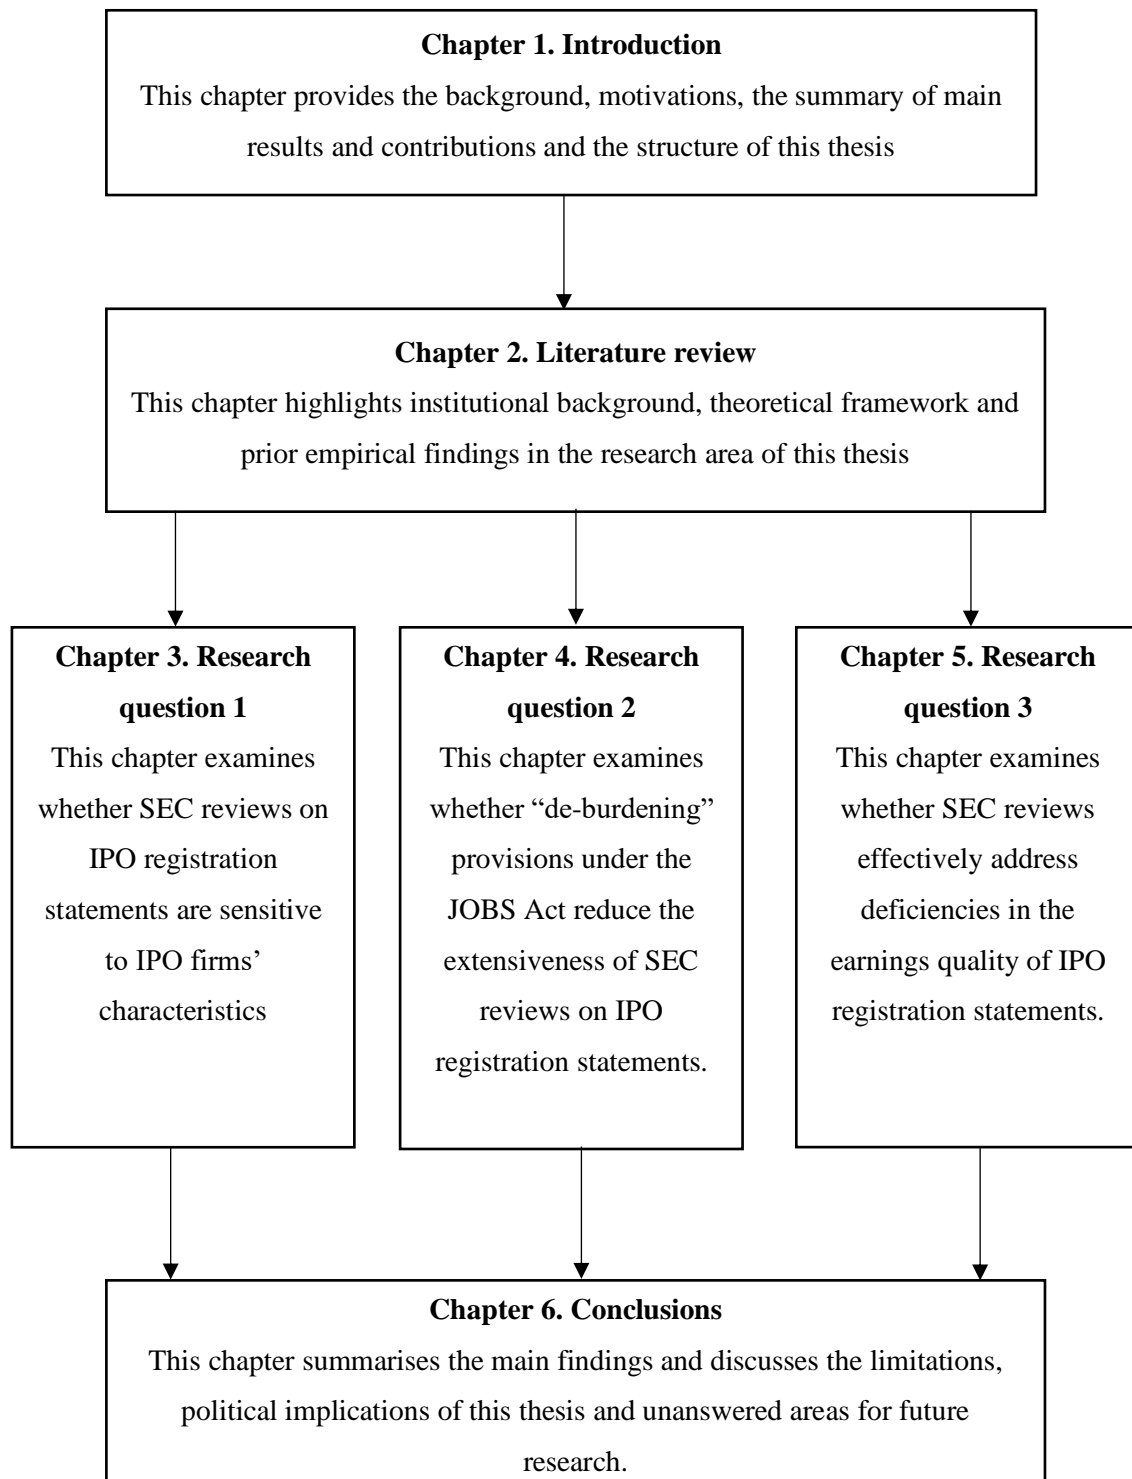 Chapter 1. Introduction
This chapter provides the background, motivations, the summary of main
results and contributions and the structure of this thesis
Chapter 2. Literature review
This chapter highlights institutional background, theoretical framework and
prior empirical findings in the research area of this thesis
Chapter 3. Research
question 1
This chapter examines
whether SEC reviews on
IPO registration
statements are sensitive
to IPO firms’
characteristics
Chapter 4. Research
question 2
This chapter examines
whether “de-burdening”
provisions under the
JOBS Act reduce the
extensiveness of SEC
reviews on IPO
registration statements.
Chapter 5. Research
question 3
This chapter examines
whether SEC reviews
effectively address
deficiencies in the
earnings quality of IPO
registration statements.
Chapter 6. Conclusions
This chapter summarises the main findings and discusses the limitations,
political implications of this thesis and unanswered areas for future
research.